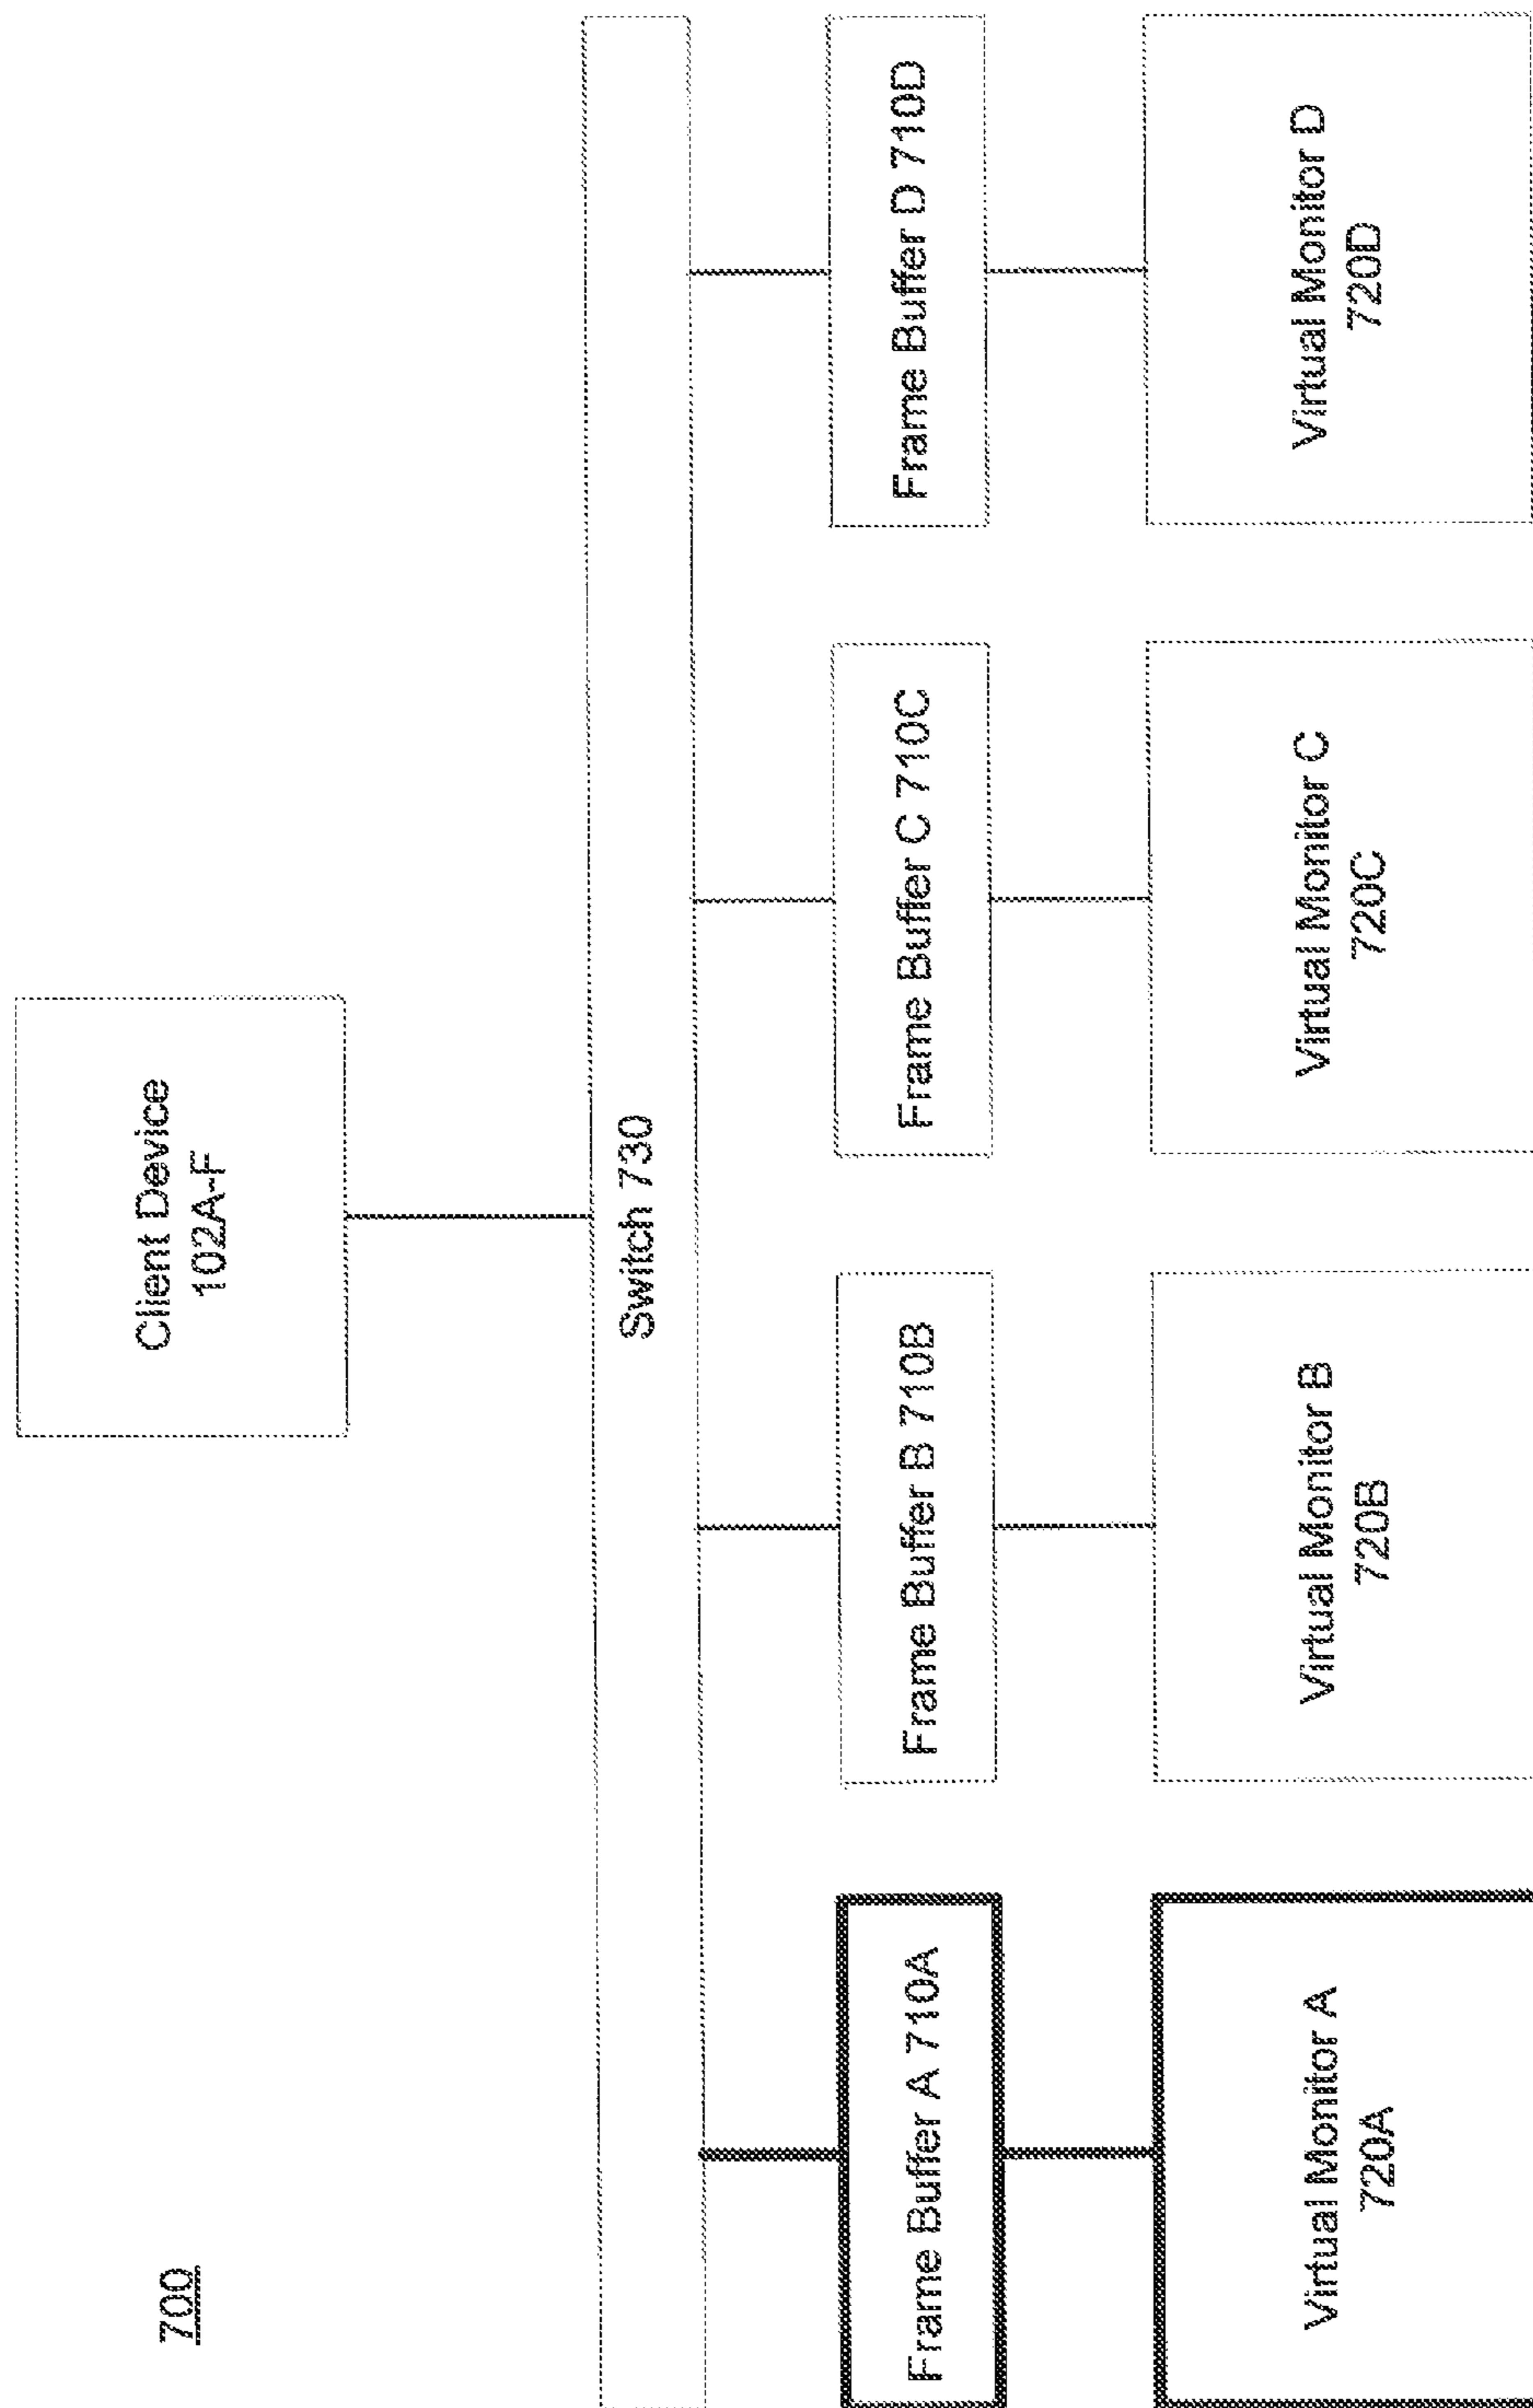 700
Client Device
102A-F
Switch 730
Frame Buffer A 710A
Frame Buffer B 710B
Frame Buffer C 710C
Frame Buffer D 710D
Virtual Monitor A
720A
Virtual Monitor B
720B
Virtual Monitor C
720C
Virtual Monitor D
720D